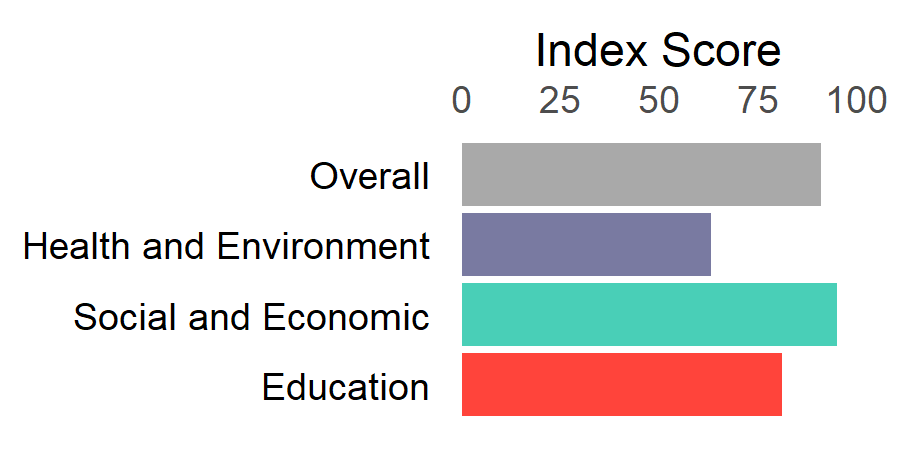 Index Score
0 25 50 75 100
Overall
Health and Environment
Social and Economic
Education